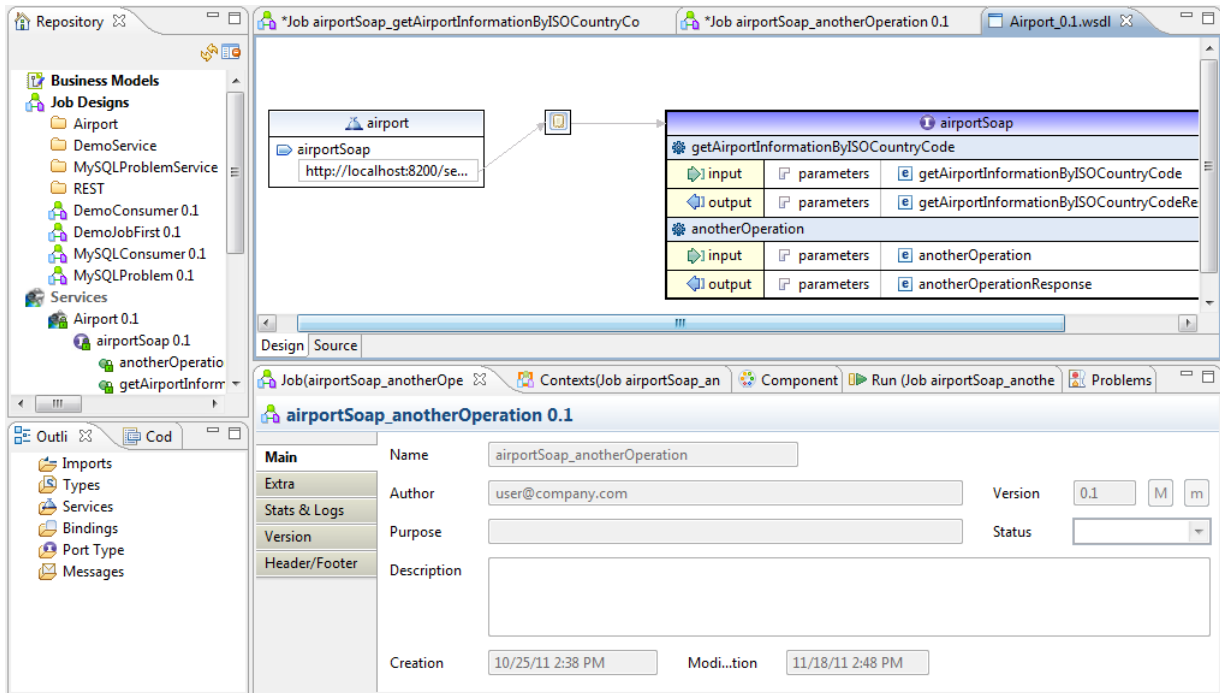 Repository
Business Models
Job Designs
Airport
DemoService
MySQLProblemService
REST
DemoConsumer 0.1
DemoJobFirst 0.1
MySQLConsumer 0.1
MySQLProblem 0.1
Services
Airport 0.1
airportSoap 0.1
anotherOperatio
getAirportInform
Outli
Cod
Imports
Types
Services
Bindings
Port Type
Messages
*Job airportSoap_getAirportInformationByISOCountryCo
*Job airportSoap_anotherOperation 0.1
Airport_0.1.wsdl
airport
airportSoap
http://localhost:8200/se...
airportSoap
getAirportInformationByISOCountryCode
input parameters e getAirportInformationByISOCountryCode
output parameters e getAirportInformationByISOCountryCodeRe
anotherOperation
input parameters e anotherOperation
output parameters e anotherOperationResponse
Design Source
Job(airportSoap_anotherOpe
Contexts(Job airportSoap_an
Component
Run (Job airportSoap_anothe
Problems
airportSoap_anotherOperation 0.1
Main
Extra
Stats & Logs
Version
Header/Footer
Name airportSoap_anotherOperation
Author user@company.com Version 0.1 M m
Purpose Status
Description
Creation 10/25/11 2:38 PM Modi...tion 11/18/11 2:48 PM